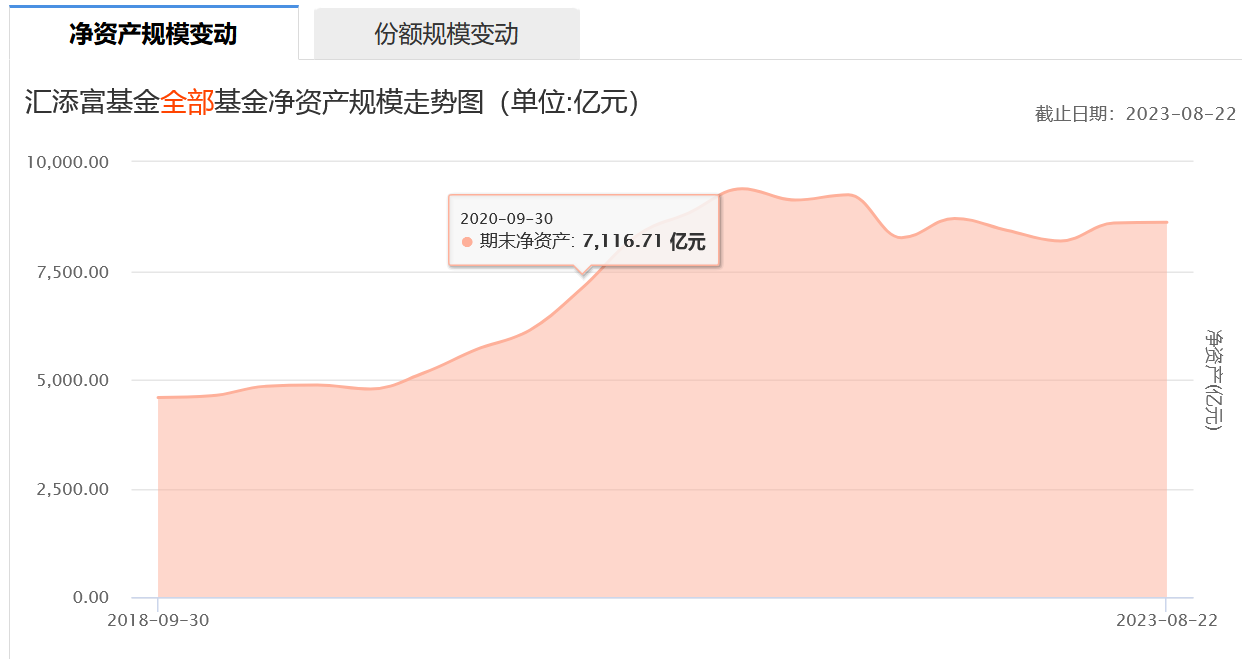 净资产规模变动
份额规模变动
汇添富基金全部基金净资产规模走势图（单位:亿元）
截止日期：2023-08-22
10,000.00
2020-09-30
期末净资产: 7,116.71 亿元
7,500.00
5,000.00
2,500.00
0.00
净资产(亿元)
2018-09-30
2023-08-22